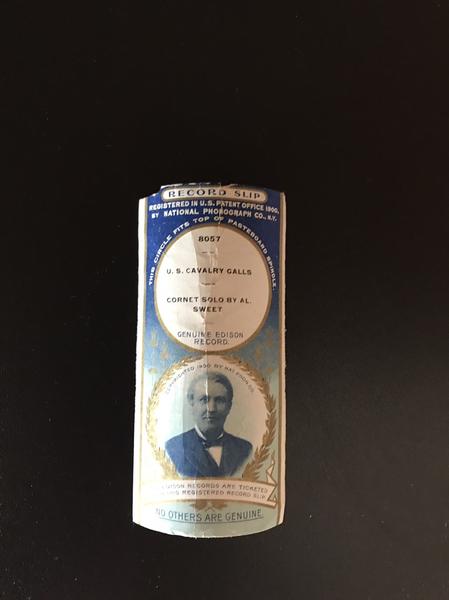 RECORD SLIP
REGISTERED IN U.S. PATENT OFFICE 1900,
BY NATIONAL PHONOGRAPH CO., N.Y.
THIS CIRCLE FITS TOP OF PASTEBOARD SPINDLE.
8057
U.S. CAVALRY CALLS
CORNET SOLO BY AL.
SWEET
GENUINE EDISON
RECORD.
COPYRIGHTED 1900 BY NAT. PHON. CO.
EDISON RECORDS ARE TICKETED
THIS REGISTERED RECORD SLIP
NO OTHERS ARE GENUINE.